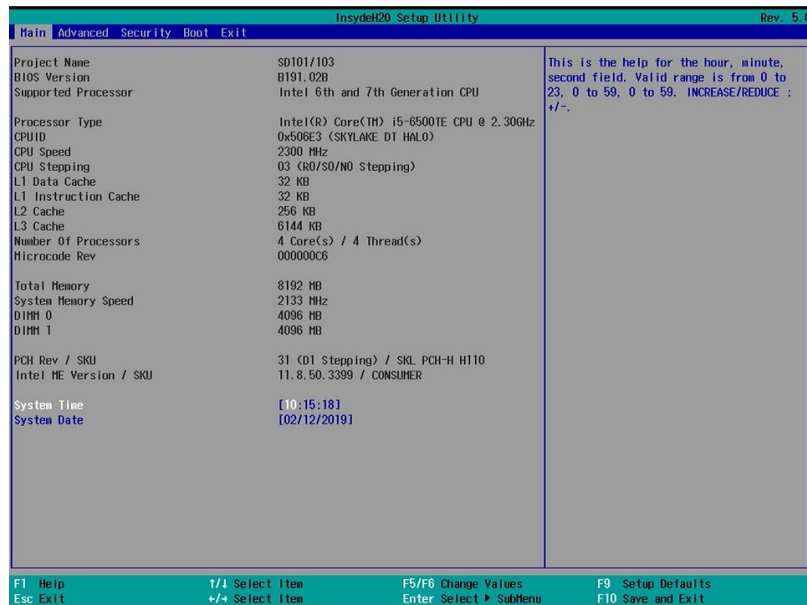 InsydeH2O Setup Utility Rev. 5.
Main Advanced Security Boot Exit
Project Name SD101/103
BIOS Version B191.02B
Supported Processor Intel 6th and 7th Generation CPU
Processor Type Intel(R) Core(TM) i5-6500TE CPU @ 2.30GHz
CPUID 0x506E3 (SKYLAKE DT HALO)
CPU Speed 2300 MHz
CPU Stepping 03 (R0/S0/N0 Stepping)
L1 Data Cache 32 KB
L1 Instruction Cache 32 KB
L2 Cache 256 KB
L3 Cache 6144 KB
Number Of Processors 4 Core(s) / 4 Thread(s)
Microcode Rev 000000C6
Total Memory 8192 MB
System Memory Speed 2133 MHz
DIMM 0 4096 MB
DIMM 1 4096 MB
PCH Rev / SKU 31 (D1 Stepping) / SKL PCH-H H110
Intel ME Version / SKU 11.8.50.3399 / CONSUMER
System Time [10:15:18]
System Date [02/12/2019]
This is the help for the hour, minute,
second field. Valid range is from 0 to
23, 0 to 59, 0 to 59. INCREASE/REDUCE :
+/-.
F1 Help ↑/↓ Select Item F5/F6 Change Values F9 Setup Defaults
Esc Exit ←/→ Select Item Enter Select ▶ SubMenu F10 Save and Exit